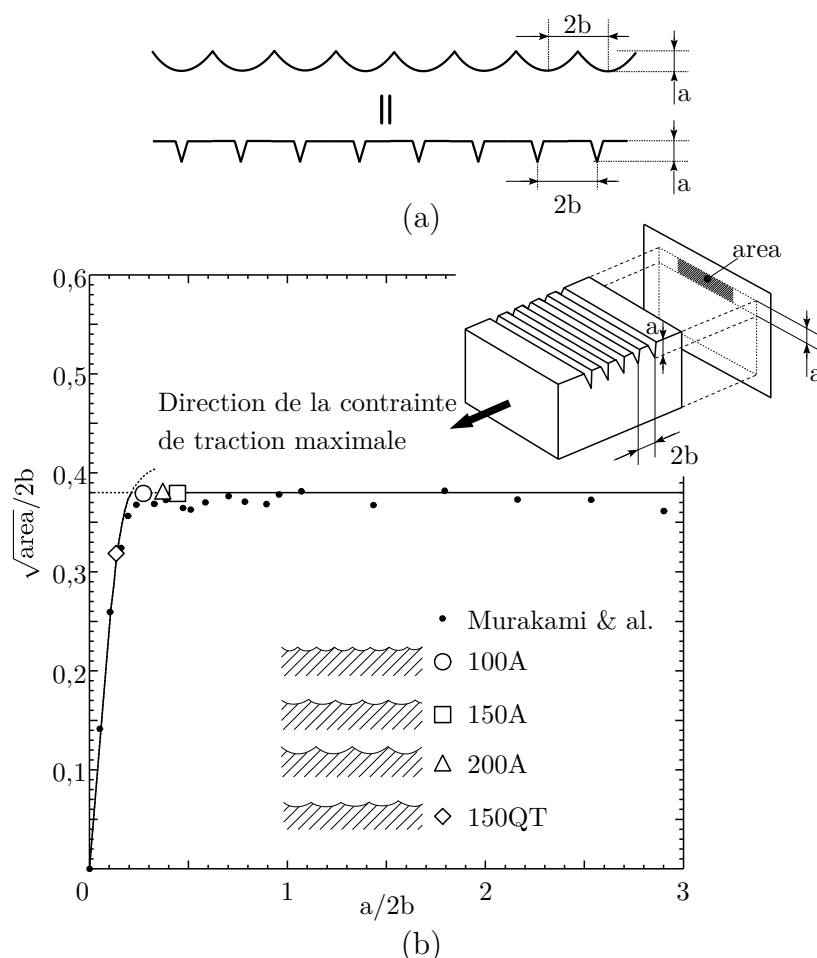 2b
a
a
2b
(a)
area
a
a
2b
Direction de la contrainte
de traction maximale
√area/2b
0,6
0,5
0,4
0,3
0,2
0,1
Murakami & al.
100A
150A
200A
150QT
0 1 2 3
a/2b
(b)